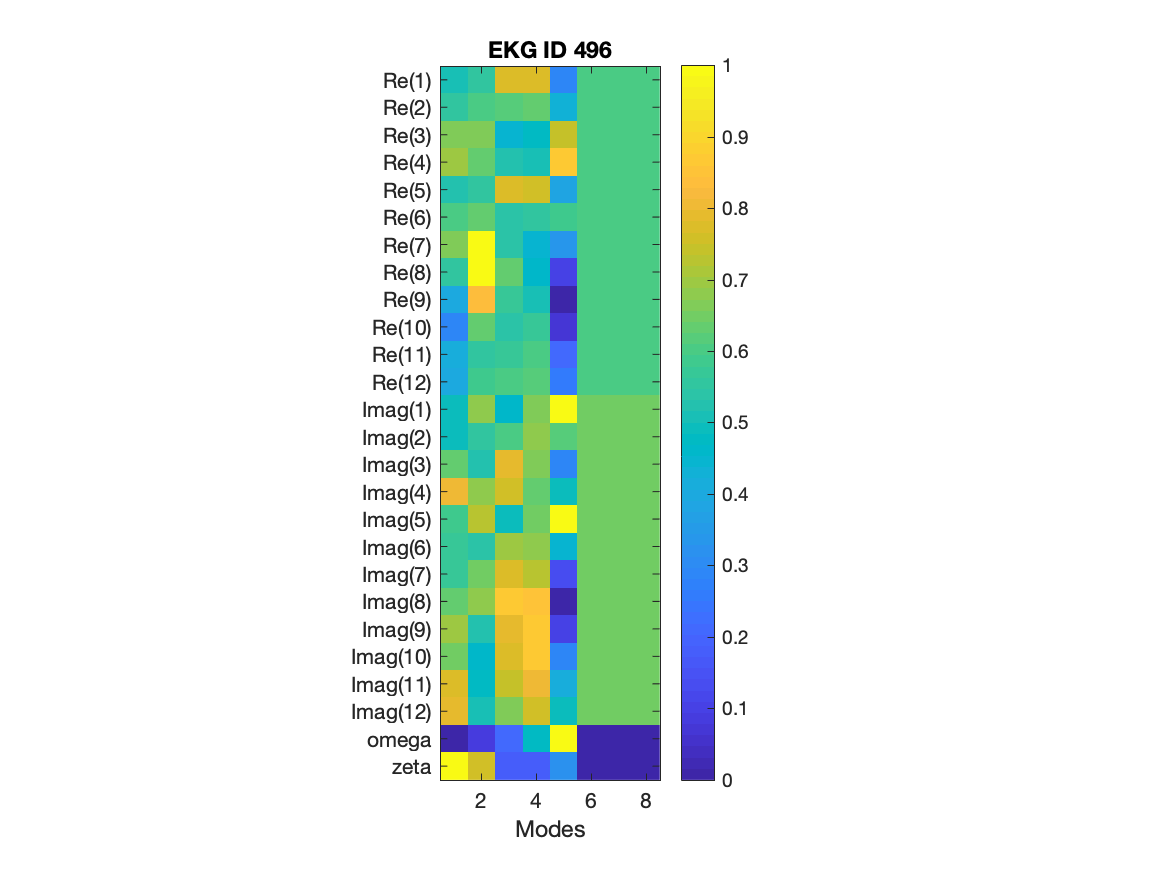 EKG ID 496
Re(1)
Re(2)
Re(3)
Re(4)
Re(5)
Re(6)
Re(7)
Re(8)
Re(9)
Re(10)
Re(11)
Re(12)
Imag(1)
Imag(2)
Imag(3)
Imag(4)
Imag(5)
Imag(6)
Imag(7)
Imag(8)
Imag(9)
Imag(10)
Imag(11)
Imag(12)
omega
zeta
2 4 6 8
Modes
1
0.9
0.8
0.7
0.6
0.5
0.4
0.3
0.2
0.1
0